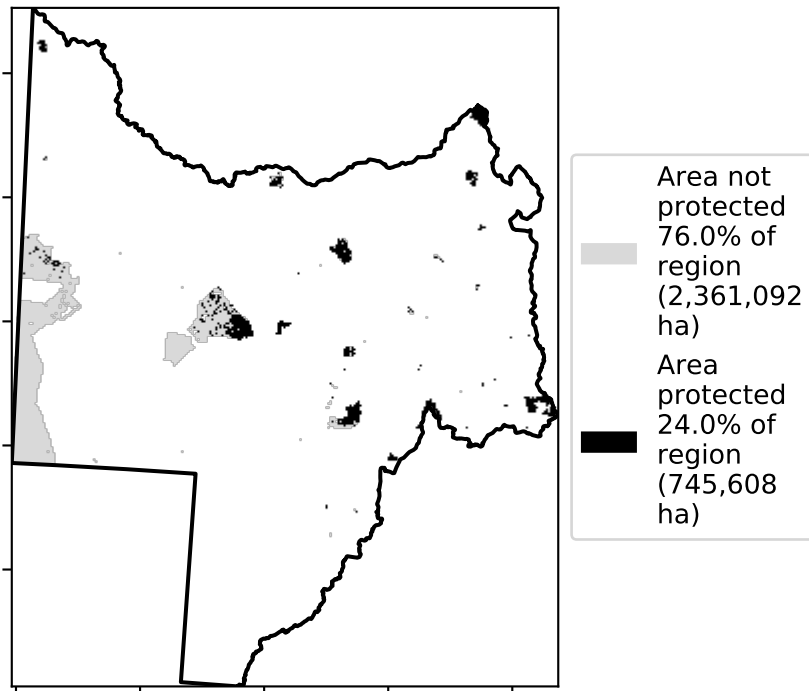 Area not
protected
76.0% of
region
(2,361,092
ha)
Area
protected
24.0% of
region
(745,608
ha)